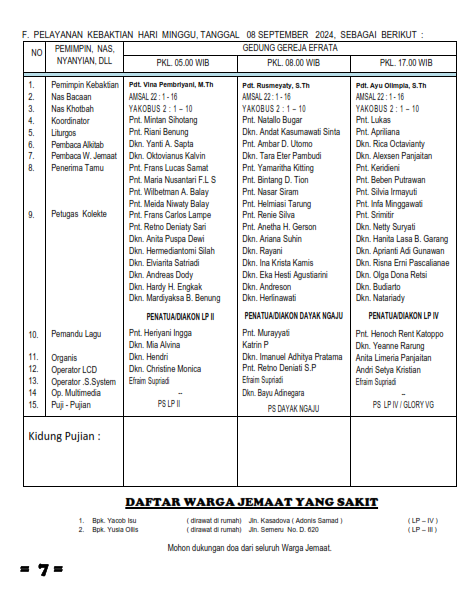 F. PELAYANAN KEBAKTIAN HARI MINGGU, TANGGAL 08 SEPTEMBER 2024, SEBAGAI BERIKUT :
NO PEMIMPIN, NAS, NYANYIAN, DLL GEDUNG GEREJA EFRATA
PKL. 05.00 WIB PKL. 08.00 WIB PKL. 17.00 WIB
1. Pemimpin Kebaktian Pdt. Vina Pembriyani, M.Th Pdt. Rusmeyaty, S.Th Pdt. Ayu Olimpia, S.Th
2. Nas Bacaan AMSAL 22 : 1 - 16 AMSAL 22 : 1 - 16 AMSAL 22 : 1 - 16
3. Nas Khotbah YAKOBUS 2 : 1 – 10 YAKOBUS 2 : 1 – 10 YAKOBUS 2 : 1 – 10
4. Koordinator Pnt. Mintan Sihotang Pnt. Natallo Bugar Pnt. Lukas
5. Liturgos Pnt. Riani Benung Dkn. Andat Kasumawati Sinta Pnt. Apriliana
6. Pembaca Alkitab Dkn. Yanti A. Sapta Pnt. Ambar D. Utomo Dkn. Rica Octavianty
7. Pembaca W. Jemaat Dkn. Oktovianus Kalvin Dkn. Tara Eter Pambudi Dkn. Alexsen Panjaitan
8. Penerima Tamu Pnt. Frans Lucas Samat Pnt. Yamaritha Kitting Pnt. Keridieni
Pnt. Maria Nusantari F.L S Pnt. Bintang D. Tion Pnt. Beben Putrawan
Pnt. Wilbetman A. Balay Pnt. Nasar Siram Pnt. Silvia Irmayuti
Pnt. Meida Niwaty Balay Pnt. Helmiasi Tarung Pnt. Infa Minggawati
9. Petugas Kolekte Pnt. Frans Carlos Lampe Pnt. Renie Silva Pnt. Srimitir
Pnt. Retno Deniaty Sari Pnt. Anetha H. Gerson Dkn. Netty Suryati
Dkn. Anita Puspa Dewi Dkn. Ariana Suhin Dkn. Hanita Lasa B. Garang
Dkn. Hermediantomi Silah Dkn. Rayani Dkn. Aprianti Adi Gunawan
Dkn. Elviarita Satriadi Dkn. Ina Krista Kamis Dkn. Risna Erni Pascalianae
Dkn. Andreas Dody Dkn. Eka Hesti Agustiarini Dkn. Olga Dona Retsi
Dkn. Hardy H. Engkak Dkn. Andreson Dkn. Budiarto
Dkn. Mardiyaksa B. Benung Dkn. Herlinawati Dkn. Natariady
PENATUA/DIAKON LP II PENATUA/DIAKON DAYAK NGAJU PENATUA/DIAKON LP IV
10. Pemandu Lagu Pnt. Heriyani Ingga Pnt. Murayyati Pnt. Henoch Rent Katoppo
Dkn. Mia Alvina Katrin P Dkn. Yeanne Rarung
11. Organis Dkn. Hendri Dkn. Imanuel Adhitya Pratama Anita Limeria Panjaitan
12. Operator LCD Dkn. Christine Monica Pnt. Retno Deniati S.P Andri Setya Kristian
13. Operator .S.System Efraim Supriadi Efraim Supriadi Efraim Supriadi
14 Op. Multimedia -- Dkn. Bayu Adinegara --
15. Puji - Pujian PS LP II PS DAYAK NGAJU PS LP IV / GLORY VG
Kidung Pujian :
DAFTAR WARGA JEMAAT YANG SAKIT
1. Bpk. Yacob Isu ( dirawat di rumah) Jln. Kasadova ( Adonis Samad ) ( LP – IV )
2. Bpk. Yusia Ollis ( dirawat di rumah) Jln. Semeru No. D. 620 ( LP – III )
Mohon dukungan doa dari seluruh Warga Jemaat.
= 7 =